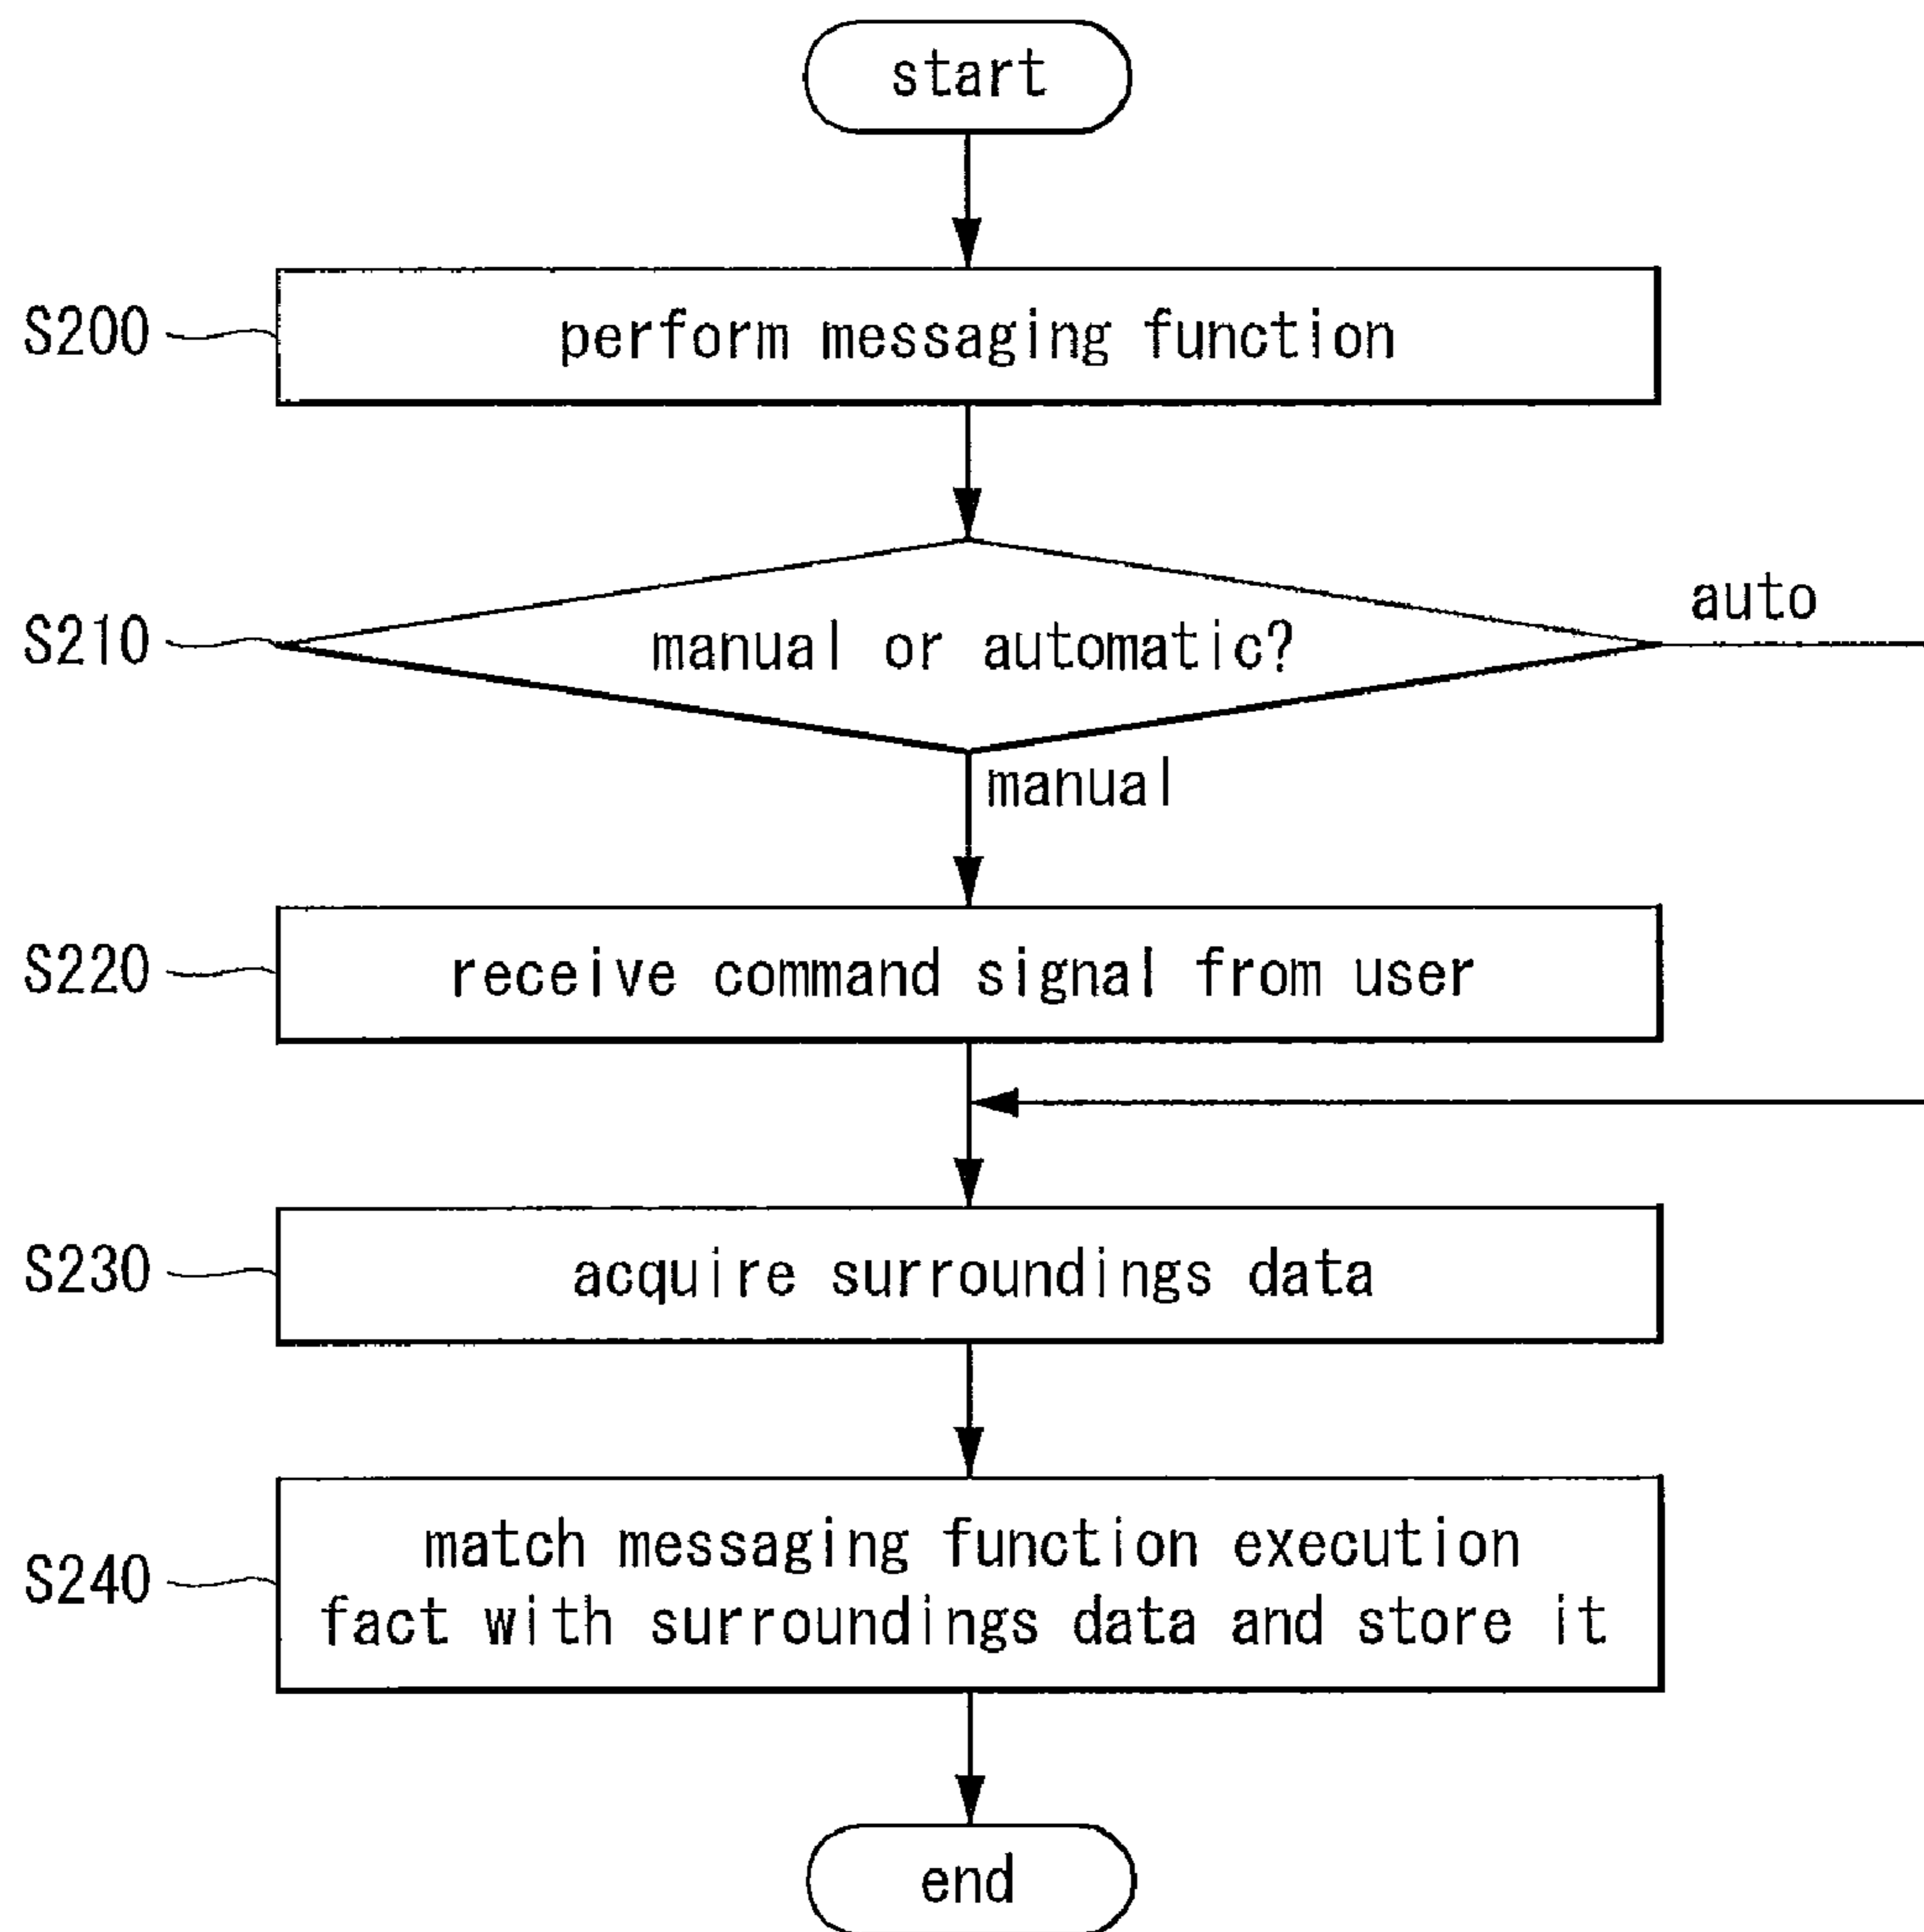 start
S200
perform messaging function
S210
manual or automatic?
auto
manual
S220
receive command signal from user
S230
acquire surroundings data
S240
match messaging function execution
fact with surroundings data and store it
end